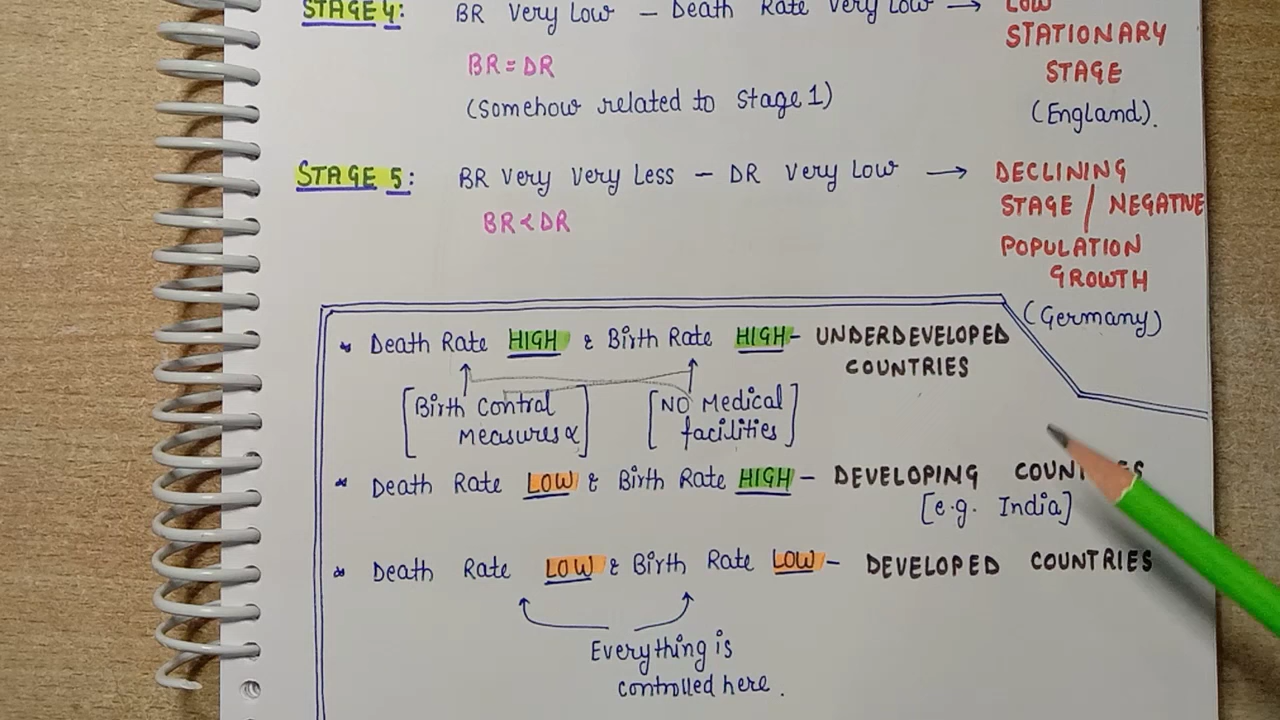 STAGE 4: BR Very Low – Death Rate Very Low → LOW
STATIONARY
STAGE
(England).
BR = DR
(Somehow related to Stage 1)
STAGE 5: BR Very Very Less – DR Very Low → DECLINING
STAGE / NEGATIVE
POPULATION
GROWTH
(Germany)
BR < DR
Death Rate HIGH & Birth Rate HIGH – UNDERDEVELOPED
COUNTRIES
[Birth Control
Measures x]
[NO Medical
facilities]
Death Rate LOW & Birth Rate HIGH – DEVELOPING
[e.g. India]
Death Rate LOW & Birth Rate LOW – DEVELOPED COUNTRIES
Everything is
controlled here.